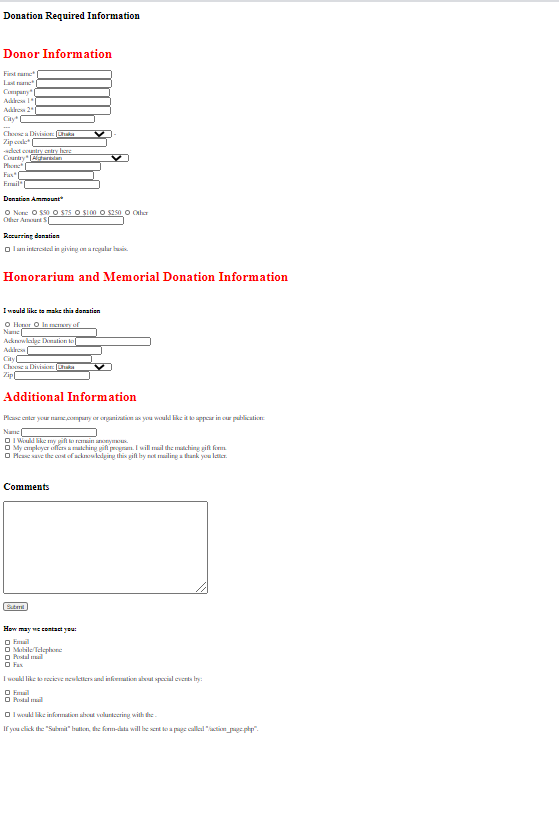 Donation Required Information
Donor Information
First name*
Last name*
Company*
Address 1*
Address 2*
City*
---
Choose a Division: Dhaka -
Zip code*
-select country entry here
Country* Afghanistan
Phone*
Fax*
Email*
Donation Ammount*
None $50 $75 $100 $250 Other
Other Amount $
Recurring donation
I am interested in giving on a regular basis.
Honorarium and Memorial Donation Information
I would like to make this donation
Honor In memory of
Name
Acknowledge Donation to
Address
City
Choose a Division: Dhaka
Zip
Additional Information
Please enter your name,company or organization as you would like it to appear in our publication:
Name
I Would like my gift to remain anonymous.
My employer offers a matching gift program. I will mail the matching gift form.
Please save the cost of acknowledging this gift by not mailing a thank you letter.
Comments
Submit
How may we contact you:
Email
Mobile/Telephone
Postal mail
Fax
I would like to recieve newletters and information about special events by:
Email
Postal mail
I would like information about volunteering with the .
If you click the "Submit" button, the form-data will be sent to a page called "/action_page.php".